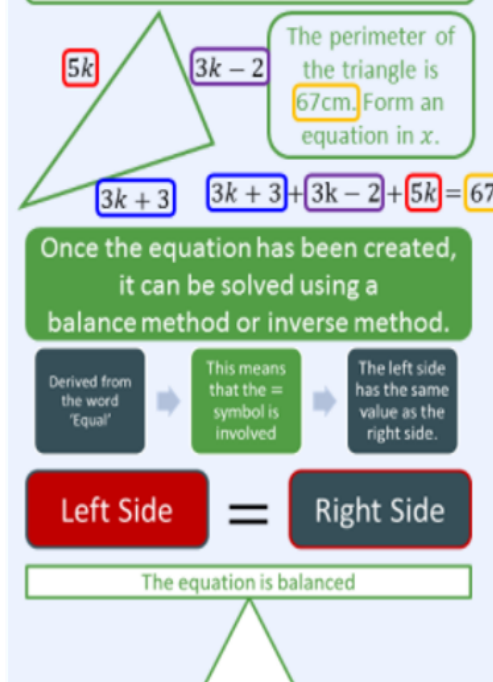 5k
3k – 2
The perimeter of
the triangle is
67cm. Form an
equation in x.
3k + 3
3k + 3 + 3k – 2 + 5k = 67
Once the equation has been created,
it can be solved using a
balance method or inverse method.
Derived from
the word
'Equal'
This means
that the =
symbol is
involved
The left side
has the same
value as the
right side.
Left Side = Right Side
The equation is balanced